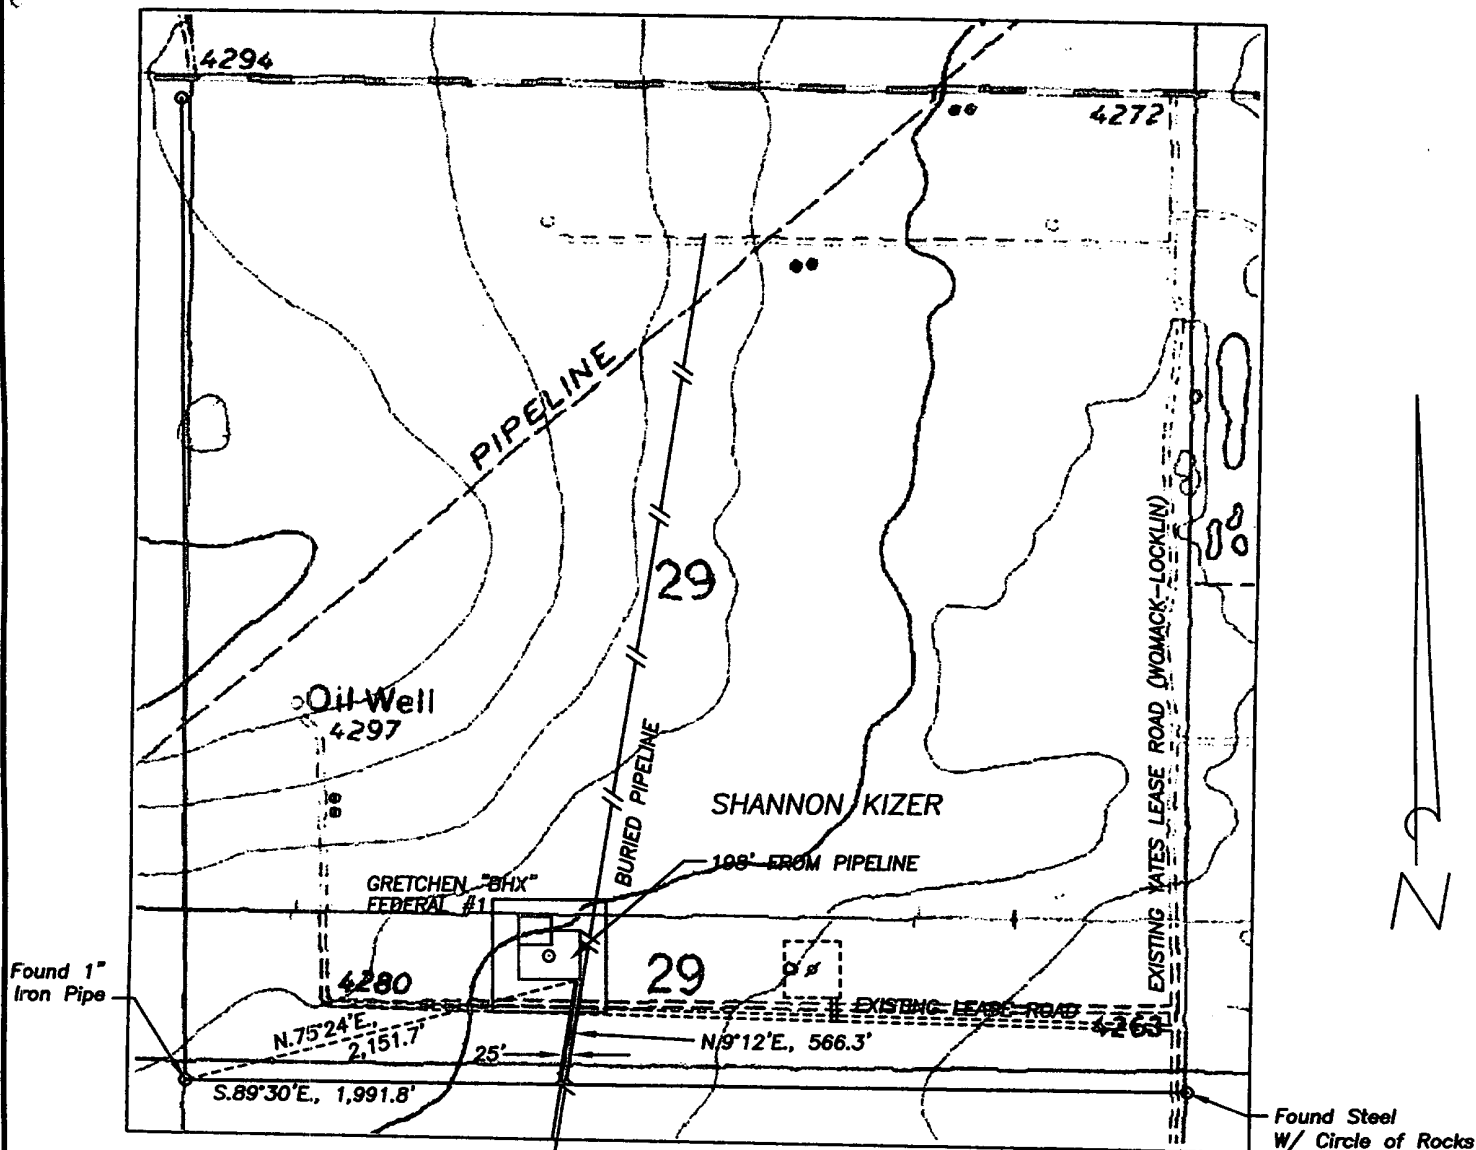 4294
4272
C
C
PIPELINE
29
EXISTING YATES LEASE ROAD (WOMACK-LOCKLIN)
Oil Well
4297
BURIED PIPELINE
SHANNON KIZER
198' FROM PIPELINE
GRETCHEN "BHX"
FEDERAL #1
Found 1"
Iron Pipe
4280
29
EXISTING LEASE ROAD
4263
N.75°24'E.,
2,151.7'
25'
N.9°12'E., 566.3'
S.89°30'E., 1,991.8'
Found Steel
W/ Circle of Rocks
N